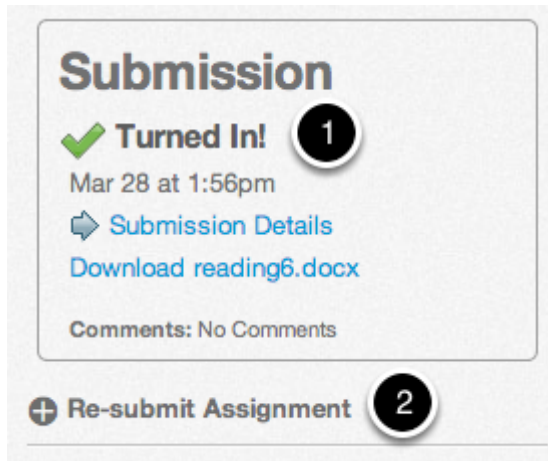 Submission
Turned In! 1
Mar 28 at 1:56pm
Submission Details
Download reading6.docx
Comments: No Comments
Re-submit Assignment 2